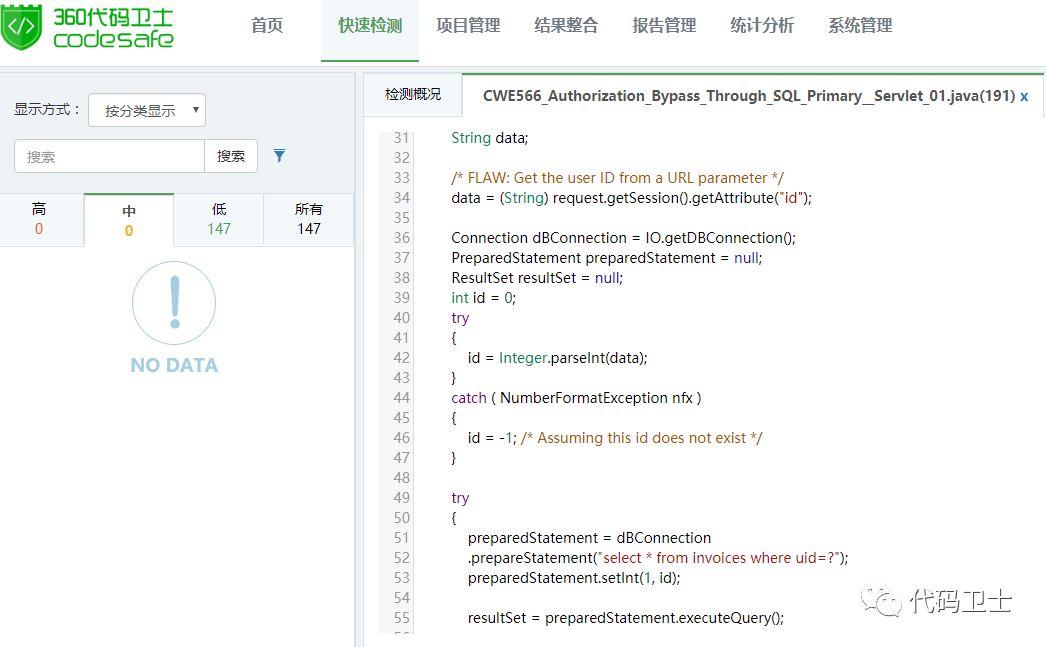 360代码卫士
codesafe
首页 快速检测 项目管理 结果整合 报告管理 统计分析 系统管理
显示方式： 按分类显示
搜索 搜索
高 中 低 所有
0 0 147 147
NO DATA
检测概况 CWE566_Authorization_Bypass_Through_SQL_Primary__Servlet_01.java(191) x
31 String data;
32
33 /* FLAW: Get the user ID from a URL parameter */
34 data = (String) request.getSession().getAttribute("id");
35
36 Connection dBConnection = IO.getDBConnection();
37 PreparedStatement preparedStatement = null;
38 ResultSet resultSet = null;
39 int id = 0;
40 try
41 {
42 id = Integer.parseInt(data);
43 }
44 catch ( NumberFormatException nfx )
45 {
46 id = -1; /* Assuming this id does not exist */
47 }
48
49 try
50 {
51 preparedStatement = dBConnection
52 .prepareStatement("select * from invoices where uid=?");
53 preparedStatement.setInt(1, id);
54
55 resultSet = preparedStatement.executeQuery();
代码卫士